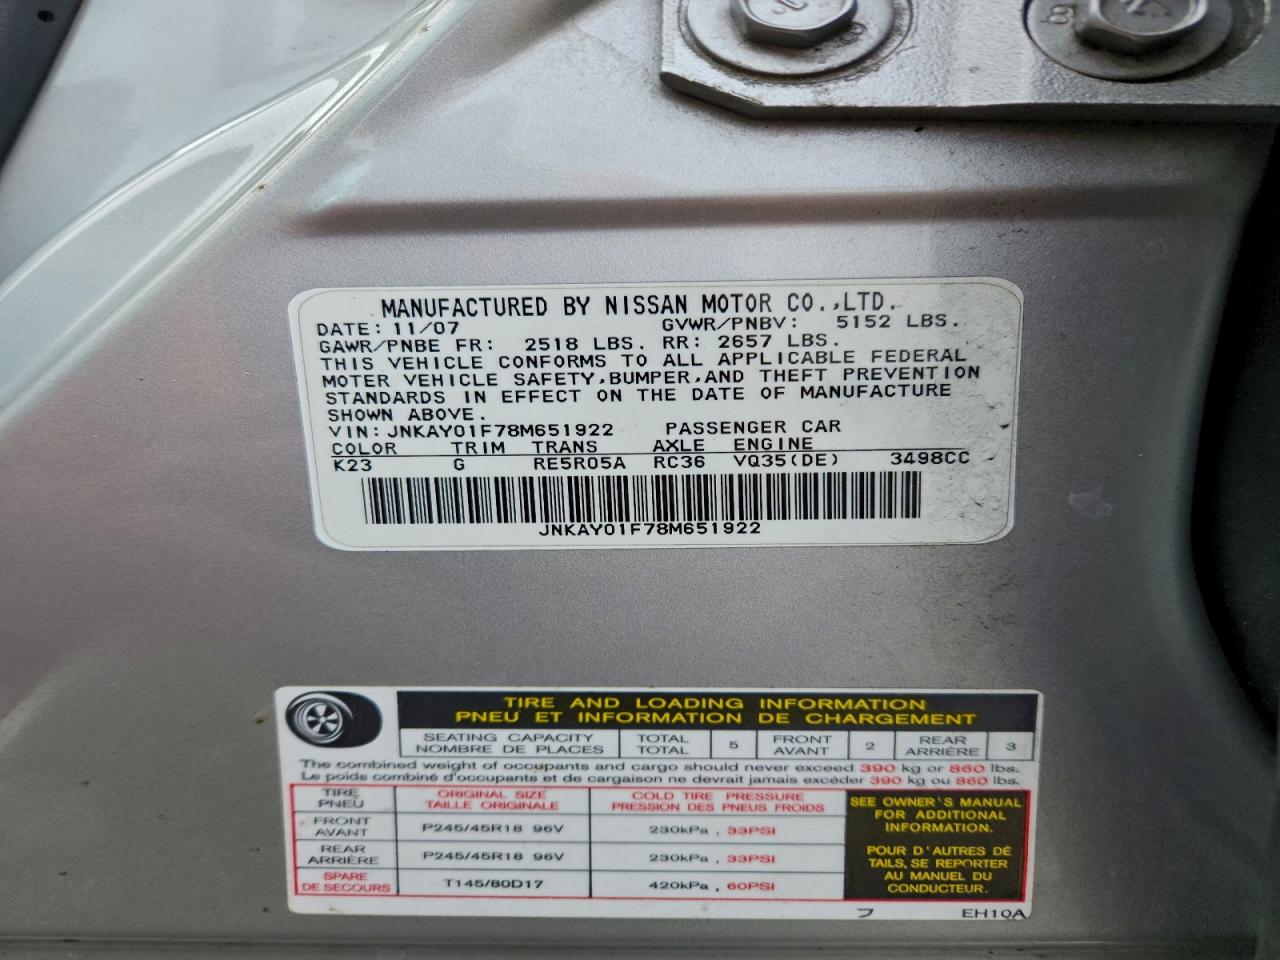 MANUFACTURED BY NISSAN MOTOR CO.,LTD.
DATE: 11/07 GVWR/PNBV: 5152 LBS.
GAWR/PNBE FR: 2518 LBS. RR: 2657 LBS.
THIS VEHICLE CONFORMS TO ALL APPLICABLE FEDERAL
MOTER VEHICLE SAFETY,BUMPER,AND THEFT PREVENTION
STANDARDS IN EFFECT ON THE DATE OF MANUFACTURE
SHOWN ABOVE.
VIN:JNKAY01F78M651922 PASSENGER CAR
COLOR TRIM TRANS AXLE ENGINE
K23 G RE5R05A RC36 VQ35(DE) 3498CC
JNKAY01F78M651922
TIRE AND LOADING INFORMATION
PNEU ET INFORMATION DE CHARGEMENT
SEATING CAPACITY TOTAL 5 FRONT 2 REAR 3
NOMBRE DE PLACES TOTAL AVANT ARRIÈRE
The combined weight of occupants and cargo should never exceed 390 kg or 860 lbs.
Le poids combiné d'occupants et de cargaison ne devrait jamais excéder 390 kg ou 860 lbs.
TIRE ORIGINAL SIZE COLD TIRE PRESSURE
PNEU TAILLE ORIGINALE PRESSION DES PNEUS FROIDS
FRONT
AVANT P245/45R18 96V 230kPa , 33PSI
REAR
ARRIÈRE P245/45R18 96V 230kPa , 33PSI
SPARE
DE SECOURS T145/80D17 420kPa , 60PSI
SEE OWNER'S MANUAL
FOR ADDITIONAL
INFORMATION.
POUR D'AUTRES DÉ
TAILS, SE REPORTER
AU MANUEL DU
CONDUCTEUR.
EH10A